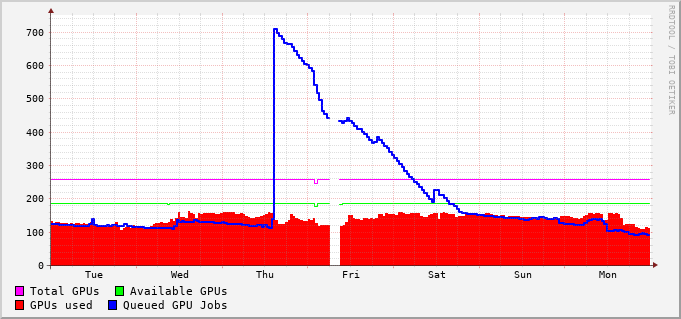 RRDTOOL / TOBI OETIKER
700
600
500
400
300
200
100
0
Tue Wed Thu Fri Sat Sun Mon
Total GPUs Available GPUs
GPUs used Queued GPU Jobs